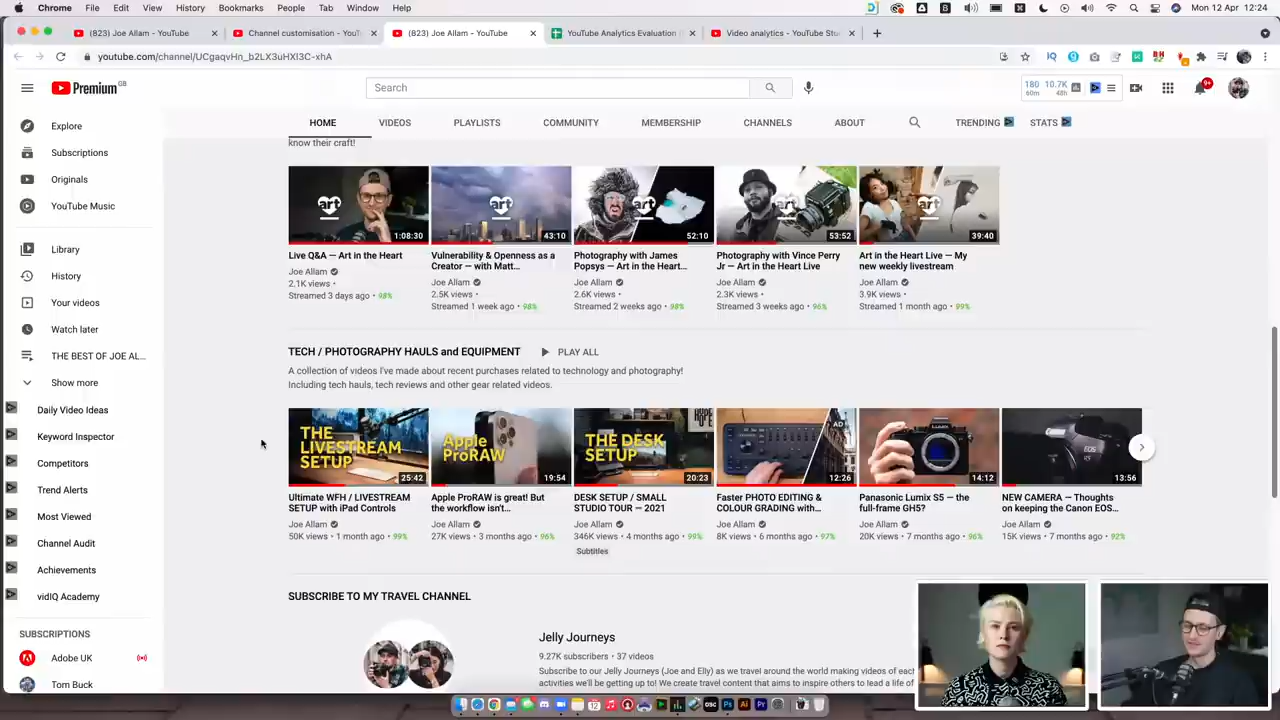 Chrome File Edit View History Bookmarks People Tab Window Help Mon 12 Apr 12:24
(823) Joe Allam - YouTube × Channel customisation - YouT × (823) Joe Allam - YouTube × YouTube Analytics Evaluation × Video analytics - YouTube Stu × +
youtube.com/channel/UCgaqvHn_b2LX3uHXI3C-xhA
Premium GB
Search
180 10.7K
60m 48h
9+
HOME VIDEOS PLAYLISTS COMMUNITY MEMBERSHIP CHANNELS ABOUT TRENDING STATS
Explore
Subscriptions
Originals
YouTube Music
Library
History
Your videos
Watch later
THE BEST OF JOE AL...
Show more
Daily Video Ideas
Keyword Inspector
Competitors
Trend Alerts
Most Viewed
Channel Audit
Achievements
vidIQ Academy
SUBSCRIPTIONS
Adobe UK
Tom Buck
know their craft!
art
1:08:30
Live Q&A — Art in the Heart
Joe Allam
2.1K views •
Streamed 3 days ago • 98%
art
43:10
Vulnerability & Openness as a
Creator — with Matt...
Joe Allam
2.5K views •
Streamed 1 week ago • 98%
art
52:10
Photography with James
Popsys — Art in the Heart...
Joe Allam
2.6K views •
Streamed 2 weeks ago • 98%
art
53:52
Photography with Vince Perry
Jr — Art in the Heart Live
Joe Allam
2.3K views •
Streamed 3 weeks ago • 96%
art
39:40
Art in the Heart Live — My
new weekly livestream
Joe Allam
3.9K views •
Streamed 1 month ago • 99%
TECH / PHOTOGRAPHY HAULS and EQUIPMENT PLAY ALL
A collection of videos I've made about recent purchases related to technology and photography!
Including tech hauls, tech reviews and other gear related videos.
THE
LIVESTREAM
SETUP
25:42
Ultimate WFH / LIVESTREAM
SETUP with iPad Controls
Joe Allam
50K views • 1 month ago • 99%
Apple
ProRAW
19:54
Apple ProRAW is great! But
the workflow isn't...
Joe Allam
27K views • 3 months ago • 96%
THE DESK
SETUP
20:23
DESK SETUP / SMALL
STUDIO TOUR — 2021
Joe Allam
346K views • 4 months ago • 99%
Subtitles
AD
12:26
Faster PHOTO EDITING &
COLOUR GRADING with...
Joe Allam
8K views • 6 months ago • 97%
LUMIX
14:12
Panasonic Lumix S5 — the
full-frame GH5?
Joe Allam
20K views • 7 months ago • 96%
EOS
13:56
NEW CAMERA — Thoughts
on keeping the Canon EOS...
Joe Allam
15K views • 7 months ago • 92%
SUBSCRIBE TO MY TRAVEL CHANNEL
Jelly Journeys
9.27K subscribers • 37 videos
Subscribe to our Jelly Journeys (Joe and Elly) as we travel around the world making videos of each
activities we'll be getting up to! We create travel content that aims to inspire others to lead a life of